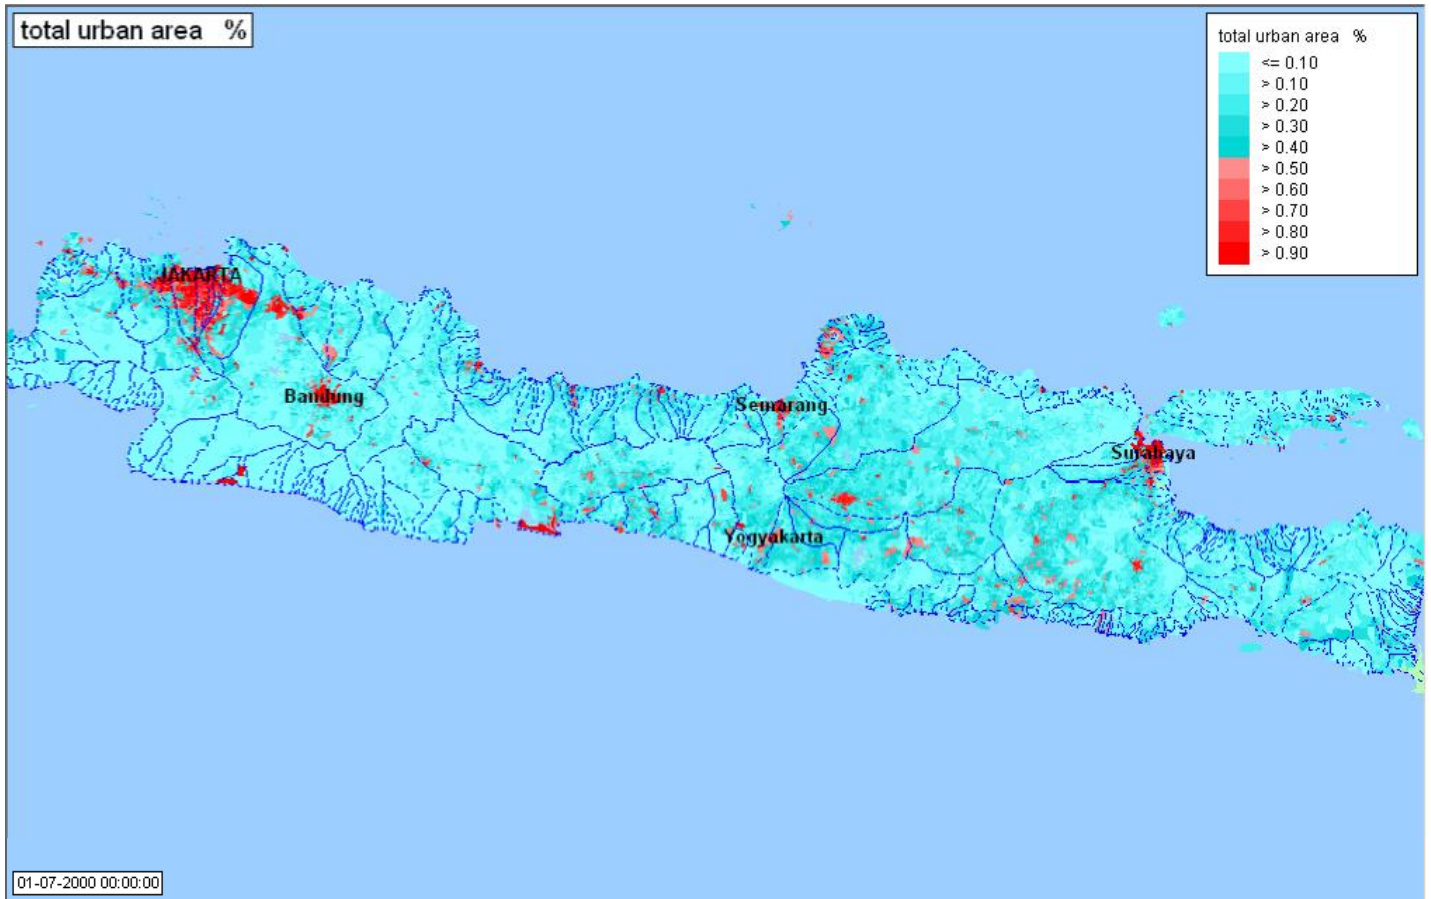 total urban area %
total urban area %
<= 0.10
> 0.10
> 0.20
> 0.30
> 0.40
> 0.50
> 0.60
> 0.70
> 0.80
> 0.90
JAKARTA
Bandung
Semarang
Surabaya
Yogyakarta
01-07-2000 00:00:00